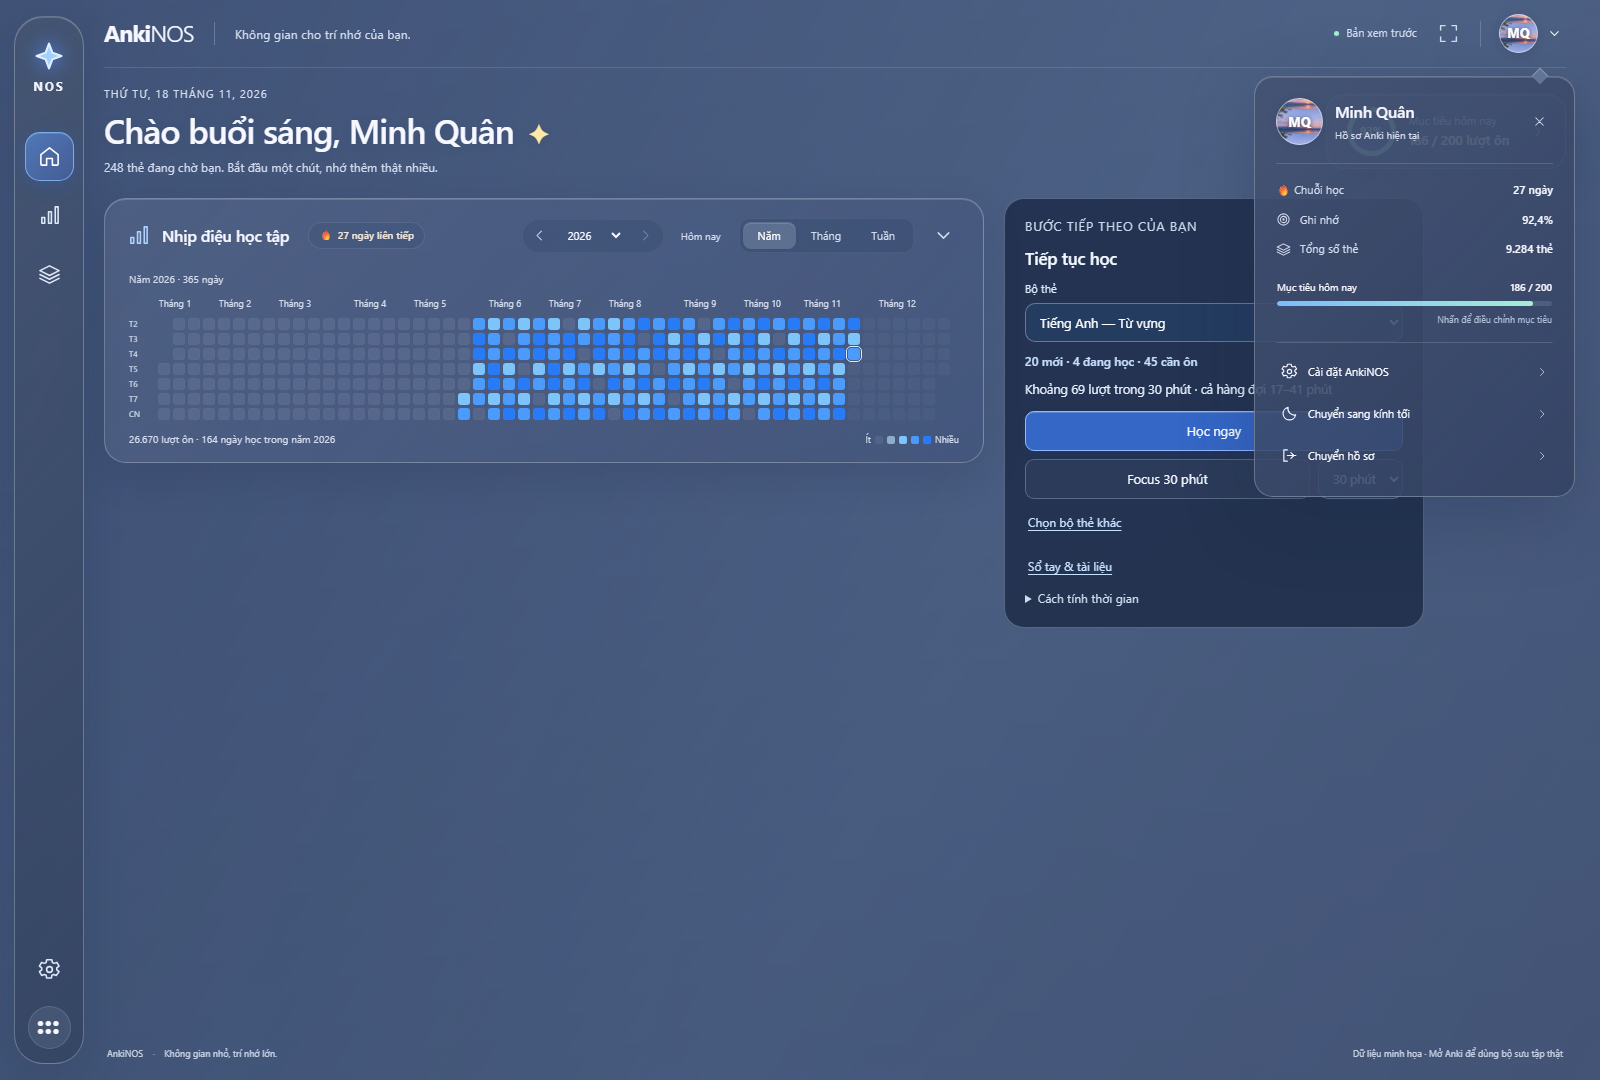 NOS
AnkiNOS
Không gian cho trí nhớ của bạn.
Bản xem trước
MQ
THỨ TƯ, 18 THÁNG 11, 2026
Chào buổi sáng, Minh Quân
248 thẻ đang chờ bạn. Bắt đầu một chút, nhớ thêm thật nhiều.
Nhịp điệu học tập
27 ngày liên tiếp
2026
Hôm nay
Năm
Tháng
Tuần
Năm 2026 · 365 ngày
Tháng 1 Tháng 2 Tháng 3 Tháng 4 Tháng 5 Tháng 6 Tháng 7 Tháng 8 Tháng 9 Tháng 10 Tháng 11 Tháng 12
T2
T3
T4
T5
T6
T7
CN
26.670 lượt ôn · 164 ngày học trong năm 2026
Ít
Nhiều
BƯỚC TIẾP THEO CỦA BẠN
Tiếp tục học
Bộ thẻ
Tiếng Anh — Từ vựng
20 mới · 4 đang học · 45 cần ôn
Khoảng 69 lượt trong 30 phút · cả hàng đợi 17–41 phút
Học ngay
Focus 30 phút
30 phút
Chọn bộ thẻ khác
Sổ tay & tài liệu
Cách tính thời gian
MQ
Minh Quân
Hồ sơ Anki hiện tại
Mục tiêu hôm nay
186 / 200 lượt ôn
Chuỗi học
27 ngày
Ghi nhớ
92,4%
Tổng số thẻ
9.284 thẻ
Mục tiêu hôm nay
186 / 200
Nhấn để điều chỉnh mục tiêu
Cài đặt AnkiNOS
Chuyển sang kính tối
Chuyển hồ sơ
AnkiNOS · Không gian nhỏ, trí nhớ lớn.
Dữ liệu minh họa · Mở Anki để dùng bộ sưu tập thật